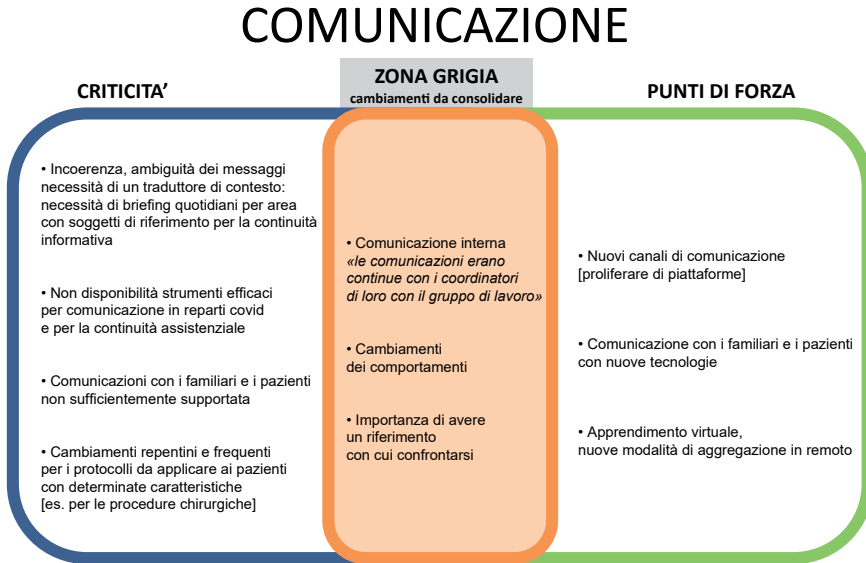 COMUNICAZIONE
CRITICITA’
• Incoerenza, ambiguità dei messaggi
necessità di un traduttore di contesto:
necessità di briefing quotidiani per area
con soggetti di riferimento per la continuità
informativa
• Non disponibilità strumenti efficaci
per comunicazione in reparti covid
e per la continuità assistenziale
• Comunicazioni con i familiari e i pazienti
non sufficientemente supportata
• Cambiamenti repentini e frequenti
per i protocolli da applicare ai pazienti
con determinate caratteristiche
[es. per le procedure chirurgiche]
ZONA GRIGIA
cambiamenti da consolidare
• Comunicazione interna
«le comunicazioni erano
continue con i coordinatori
di loro con il gruppo di lavoro»
• Cambiamenti
dei comportamenti
• Importanza di avere
un riferimento
con cui confrontarsi
PUNTI DI FORZA
• Nuovi canali di comunicazione
[proliferare di piattaforme]
• Comunicazione con i familiari e i pazienti
con nuove tecnologie
• Apprendimento virtuale,
nuove modalità di aggregazione in remoto